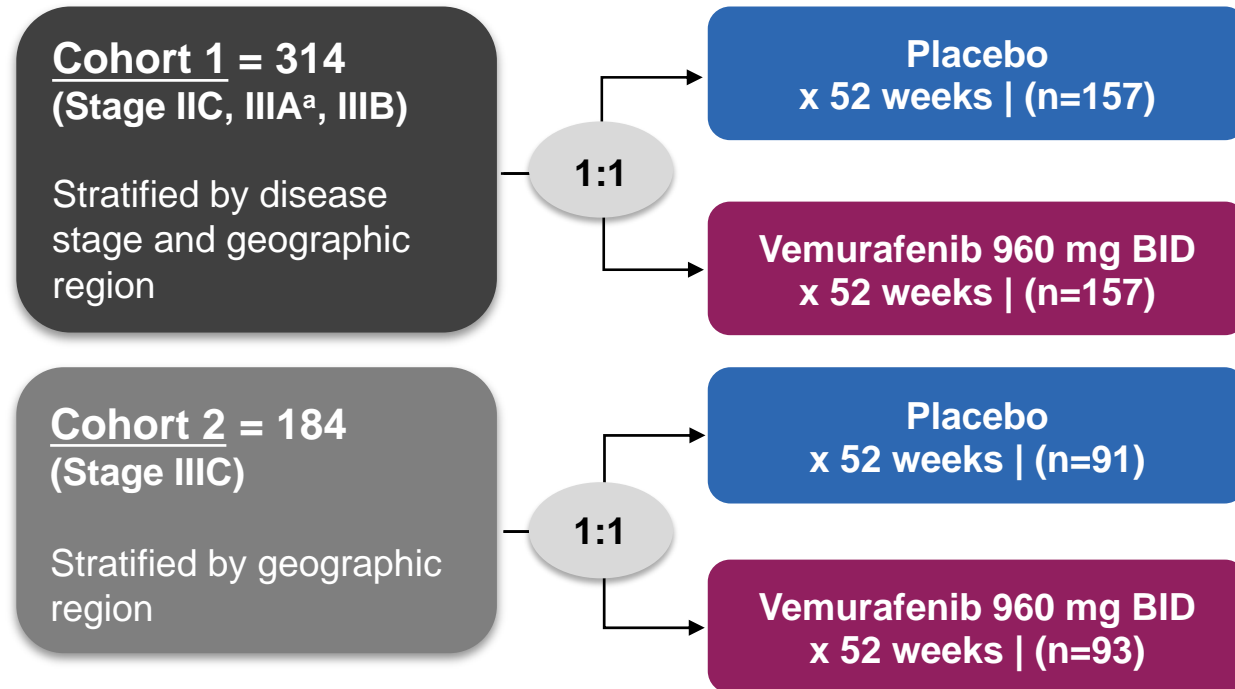 Cohort 1 = 314
(Stage IIC, IIIAª, IIIB)
Stratified by disease
stage and geographic
region
1:1
Placebo
x 52 weeks | (n=157)
Vemurafenib 960 mg BID
x 52 weeks | (n=157)
Cohort 2 = 184
(Stage IIIC)
Stratified by geographic
region
1:1
Placebo
x 52 weeks | (n=91)
Vemurafenib 960 mg BID
x 52 weeks | (n=93)